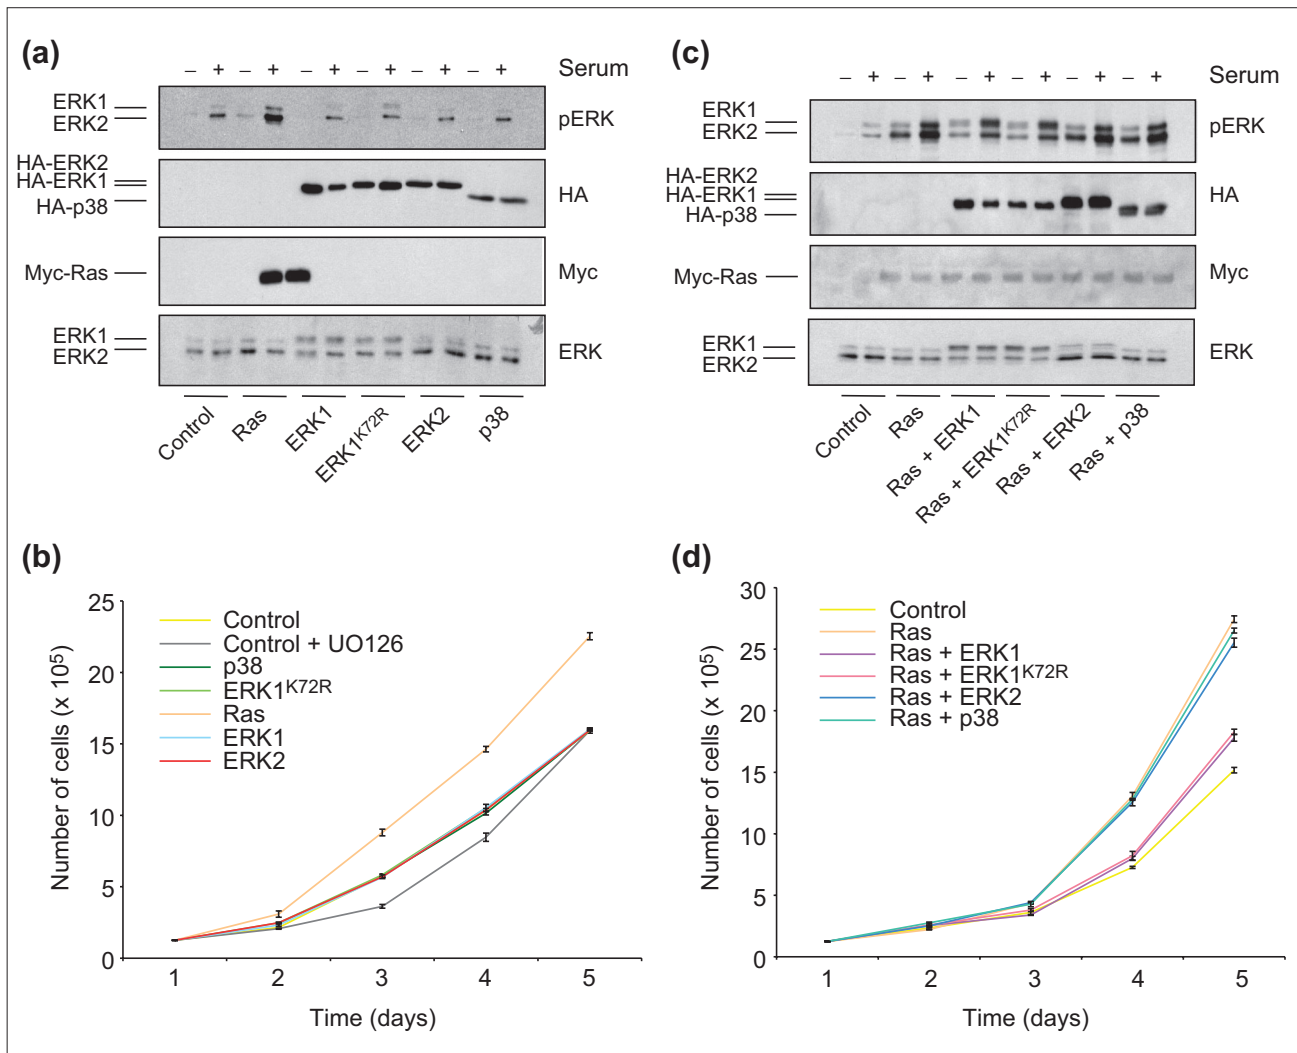 (a)
– + – + – + – + – + – + Serum
ERK1
ERK2
pERK
HA-ERK2
HA-ERK1
HA-p38
HA
Myc-Ras
Myc
ERK1
ERK2
ERK
Control Ras ERK1 ERK1K72R ERK2 p38
(c)
– + – + – + – + – + – + Serum
ERK1
ERK2
pERK
HA-ERK2
HA-ERK1
HA-p38
HA
Myc-Ras
Myc
ERK1
ERK2
ERK
Control Ras Ras + ERK1 Ras + ERK1K72R Ras + ERK2 Ras + p38
(b)
Number of cells (x 10⁵)
25
20
15
10
5
0
Control
Control + UO126
p38
ERK1K72R
Ras
ERK1
ERK2
1 2 3 4 5
Time (days)
(d)
Number of cells (x 10⁵)
30
25
20
15
10
5
0
Control
Ras
Ras + ERK1
Ras + ERK1K72R
Ras + ERK2
Ras + p38
1 2 3 4 5
Time (days)